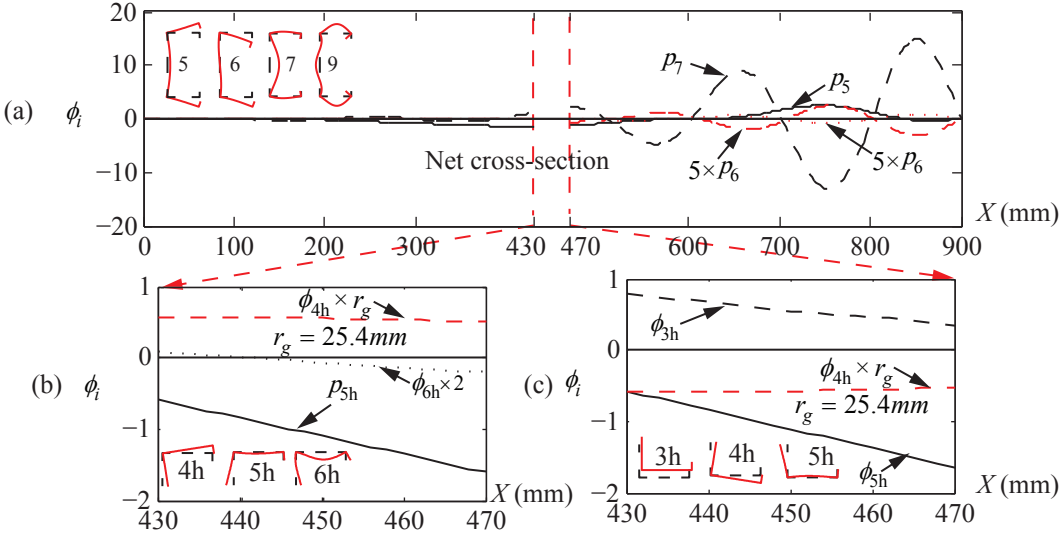 20
10
0
−10
−20
(a)
ϕi
5 6 7 9
p7
p5
5×p6
5×p6
Net cross-section
X (mm)
0 100 200 300 430 470 600 700 800 900
1
0
−1
−2
(b)
ϕi
ϕ4h × rg
rg = 25.4mm
ϕ6h×2
p5h
4h 5h 6h
X (mm)
430 440 450 460 470
1
0
−1
−2
(c)
ϕi
ϕ3h
ϕ4h × rg
rg = 25.4mm
3h 4h 5h
ϕ5h
X (mm)
430 440 450 460 470